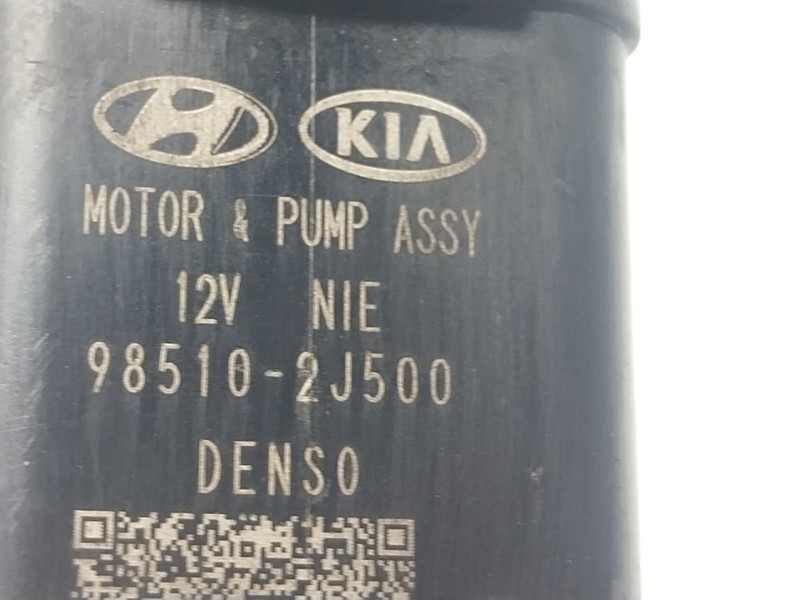 KIA
MOTOR & PUMP ASSY
12V NIE
98510-2J500
DENSO